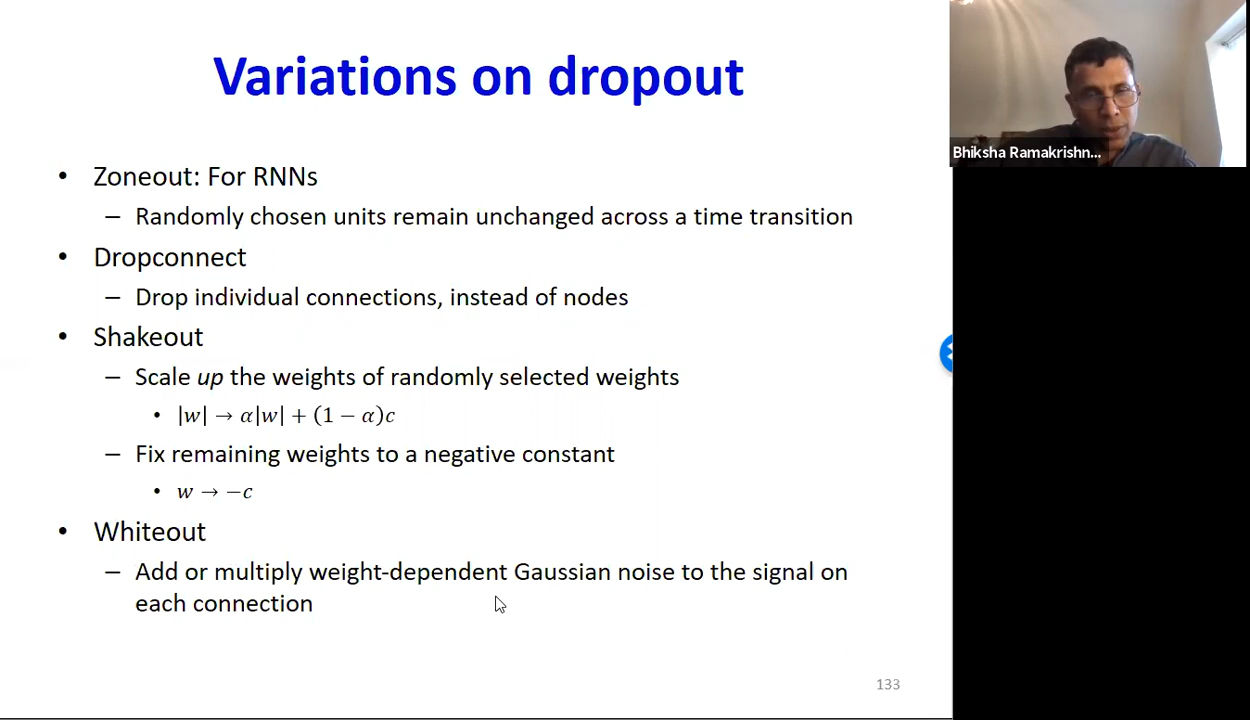 Variations on dropout
• Zoneout: For RNNs
– Randomly chosen units remain unchanged across a time transition
• Dropconnect
– Drop individual connections, instead of nodes
• Shakeout
– Scale up the weights of randomly selected weights
• |w| → α|w| + (1 − α)c
– Fix remaining weights to a negative constant
• w → −c
• Whiteout
– Add or multiply weight-dependent Gaussian noise to the signal on
each connection
133
Bhiksha Ramakrishn...